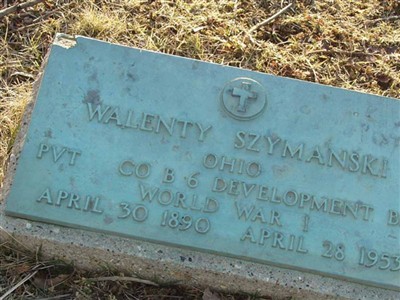 WALENTY SZYMANSKI
OHIO
PVT CO B 6 DEVELOPMENT B
WORLD WAR I
APRIL 30 1890 APRIL 28 1953